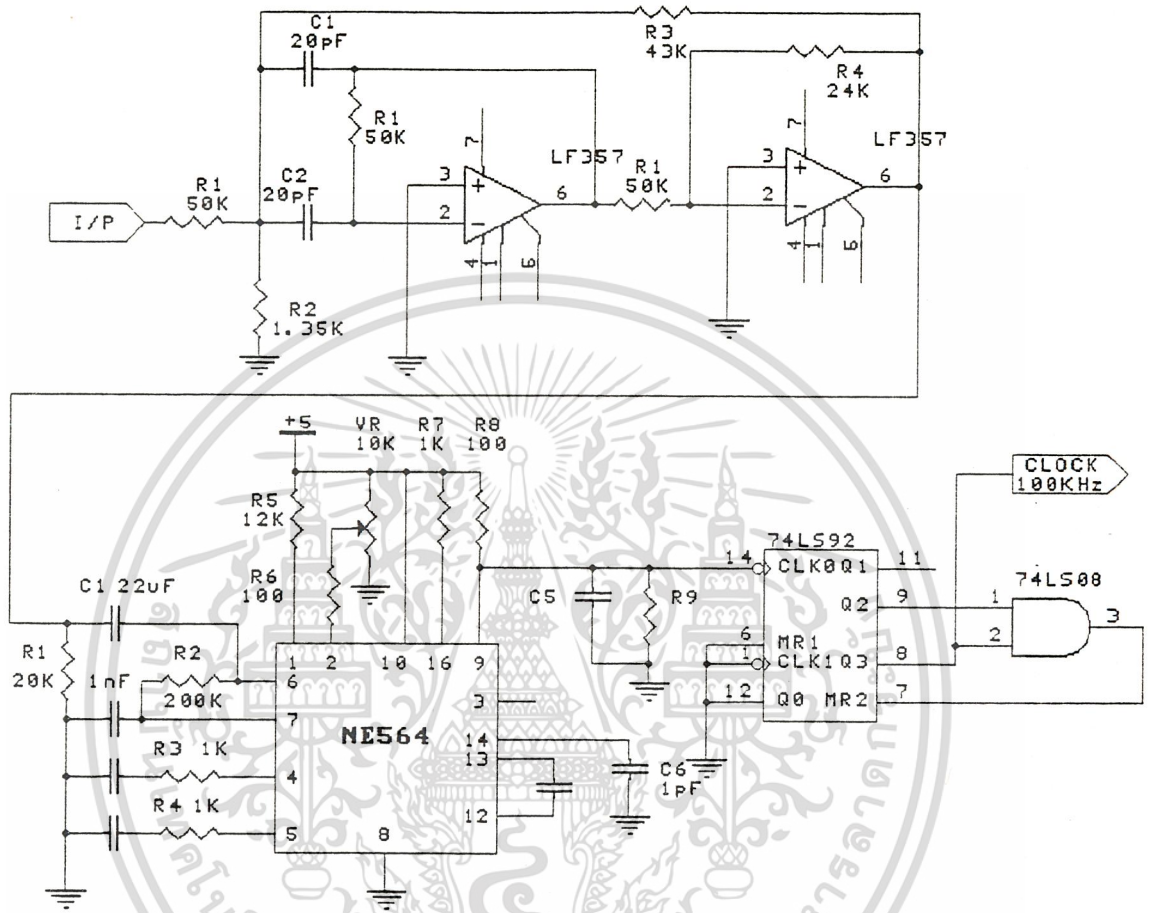 C1
20pF
R3
43K
R4
24K
R1
50K
7
LF357
7
LF357
3
+
6
R1
50K
3
+
6
I/P
R1
50K
C2
20pF
2
−
2
−
4
1
5
4
1
5
R2
1.35K
+5
VR
10K
R7
1K
R8
100
CLOCK
100KHz
R5
12K
74LS92
14
CLK0
Q1
11
74LS08
R6
100
C5
R9
Q2
9
1
3
C1 22uF
6
MR1
2
R1
20K
R2
200K
1
2
10
16
9
1
CLK1
Q3
8
1nF
6
3
12
Q0
MR2
7
7
NE564
14
R3 1K
4
13
C6
1pF
R4 1K
5
8
12